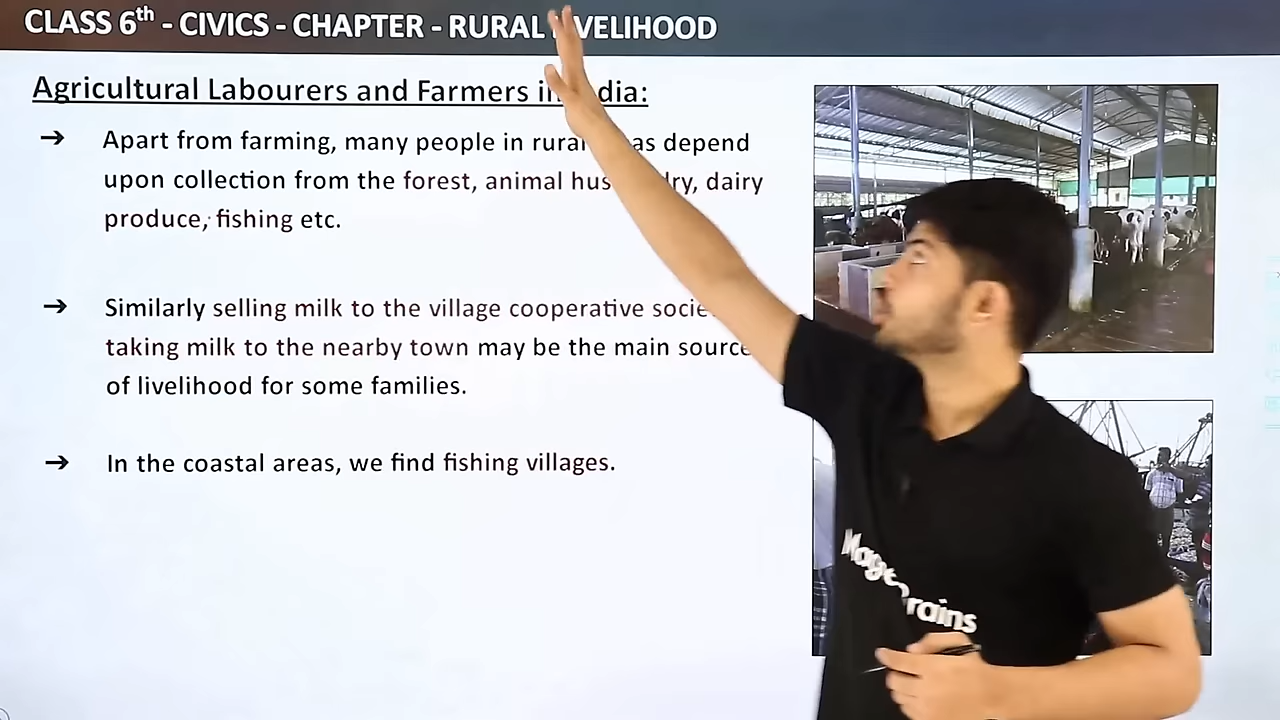 CLASS 6th - CIVICS - CHAPTER - RURAL VELIHOOD
Agricultural Labourers and Farmers in dia:
➔ Apart from farming, many people in rural as depend
upon collection from the forest, animal hus dry, dairy
produce, fishing etc.
➔ Similarly selling milk to the village cooperative socie
taking milk to the nearby town may be the main source
of livelihood for some families.
➔ In the coastal areas, we find fishing villages.
Magnet
Brains